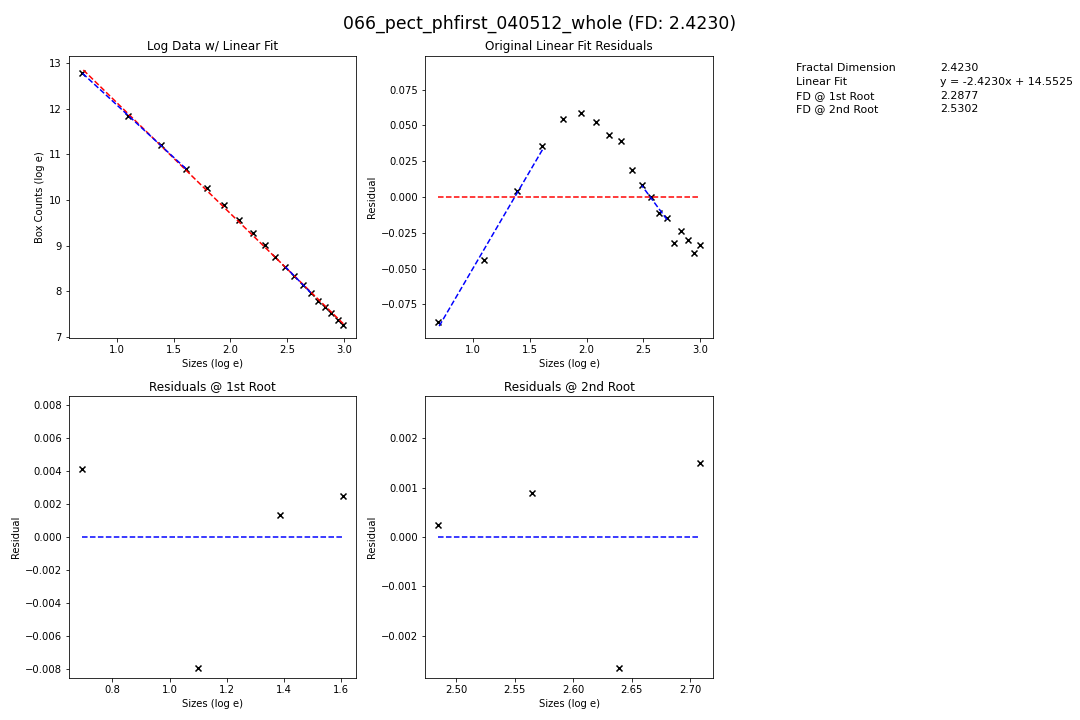 066_pect_phfirst_040512_whole (FD: 2.4230)
Log Data w/ Linear Fit
13
12
11
10
9
8
7
Box Counts (log e)
1.0 1.5 2.0 2.5 3.0
Sizes (log e)
Original Linear Fit Residuals
0.075
0.050
0.025
0.000
−0.025
−0.050
−0.075
Residual
1.0 1.5 2.0 2.5 3.0
Sizes (log e)
Fractal Dimension 2.4230
Linear Fit y = -2.4230x + 14.5525
FD @ 1st Root 2.2877
FD @ 2nd Root 2.5302
Residuals @ 1st Root
0.008
0.006
0.004
0.002
0.000
−0.002
−0.004
−0.006
−0.008
Residual
0.8 1.0 1.2 1.4 1.6
Sizes (log e)
Residuals @ 2nd Root
0.002
0.001
0.000
−0.001
−0.002
Residual
2.50 2.55 2.60 2.65 2.70
Sizes (log e)